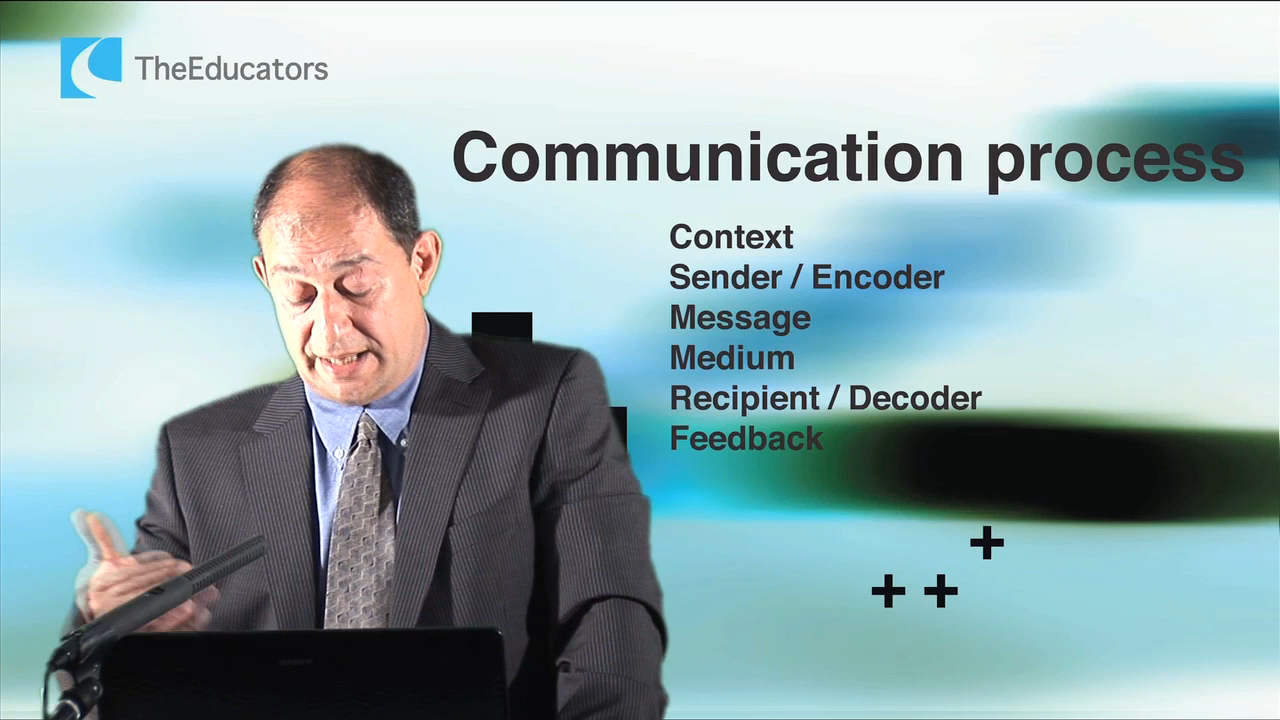 TheEducators
Communication process
Context
Sender / Encoder
Message
Medium
Recipient / Decoder
Feedback
+
+ +